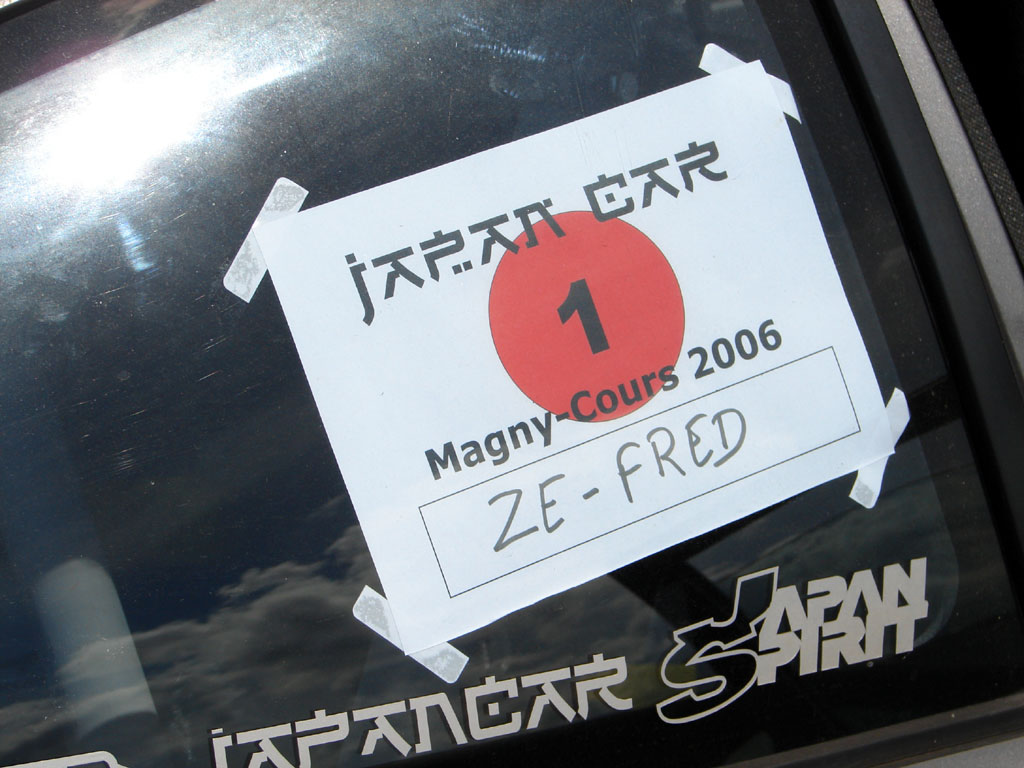 JAPAN CAR
1
Magny-Cours 2006
ZE-FRED
JAPANCAR
JAPAN
SPIRIT